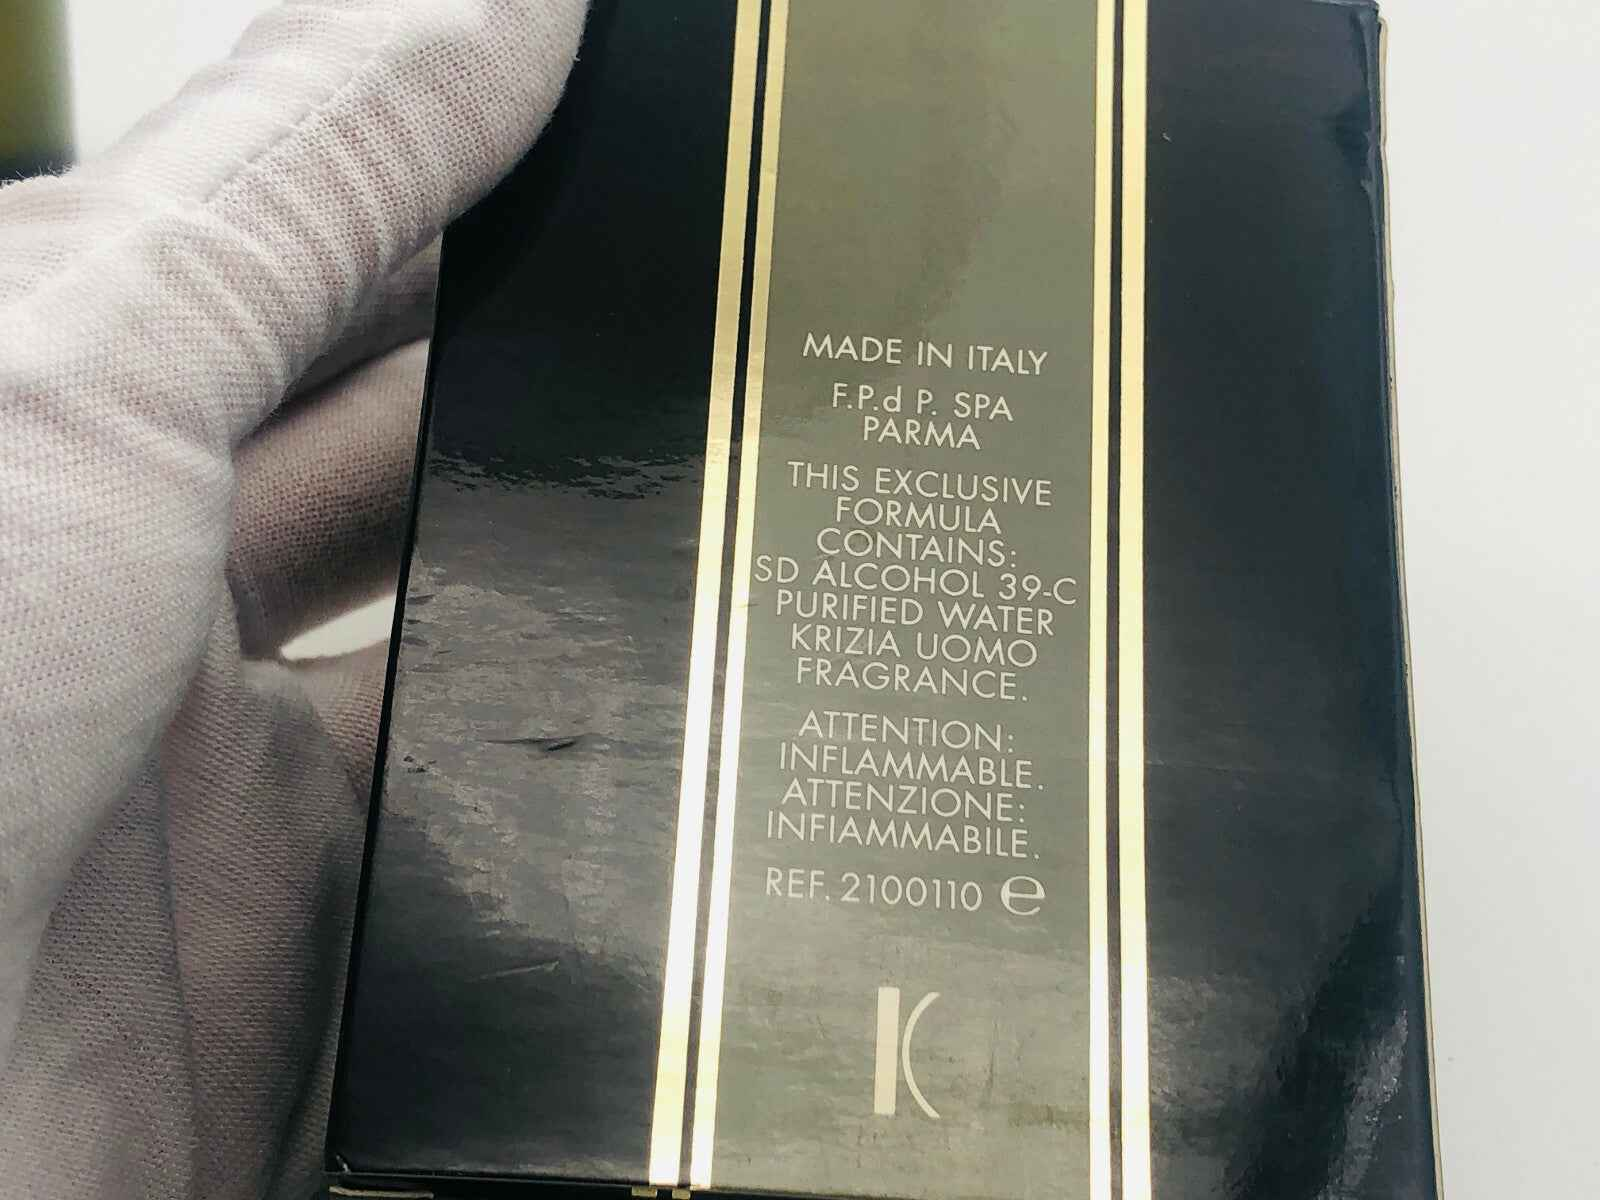 MADE IN ITALY
F.P.d P. SPA
PARMA
THIS EXCLUSIVE
FORMULA
CONTAINS:
SD ALCOHOL 39-C
PURIFIED WATER
KRIZIA UOMO
FRAGRANCE.
ATTENTION:
INFLAMMABLE.
ATTENZIONE:
INFIAMMABILE.
REF. 2100110 ℮
K